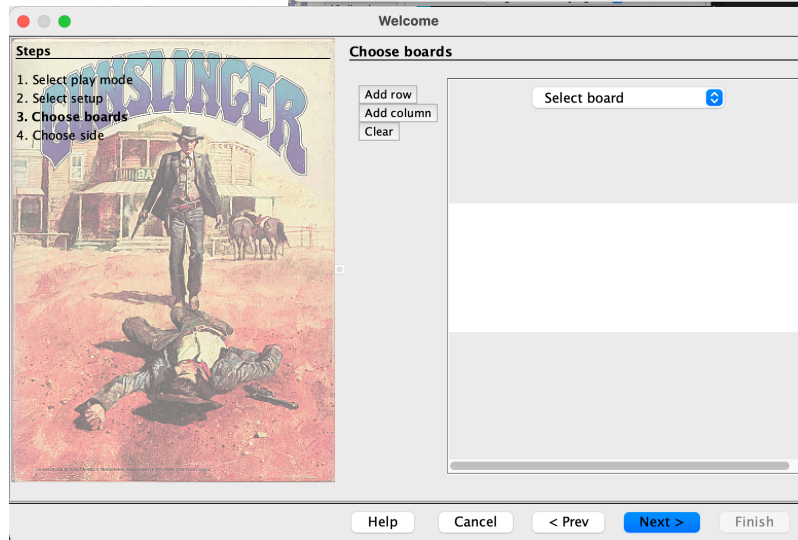 Welcome
Steps
1. Select play mode
2. Select setup
3. Choose boards
4. Choose side
GUNSLINGER
BA
Choose boards
Add row
Add column
Clear
Select board
Help
Cancel
< Prev
Next >
Finish